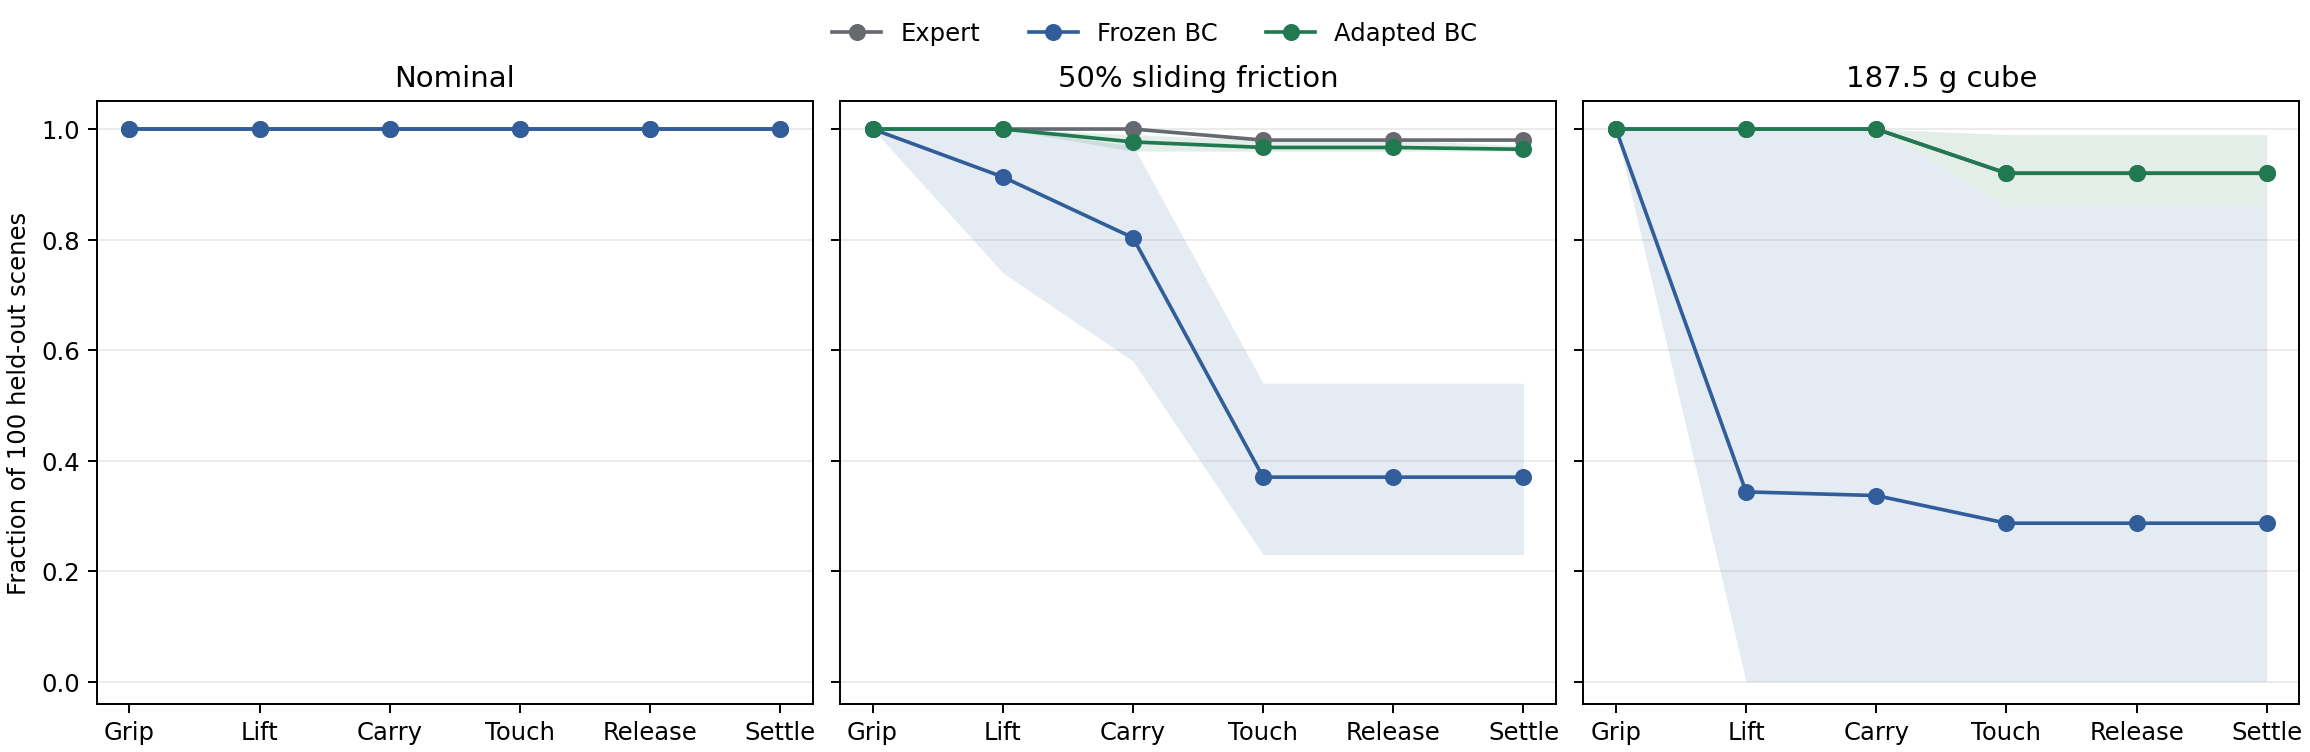 Expert Frozen BC Adapted BC
Nominal
50% sliding friction
187.5 g cube
Fraction of 100 held-out scenes
1.0
0.8
0.6
0.4
0.2
0.0
Grip Lift Carry Touch Release Settle
Grip Lift Carry Touch Release Settle
Grip Lift Carry Touch Release Settle